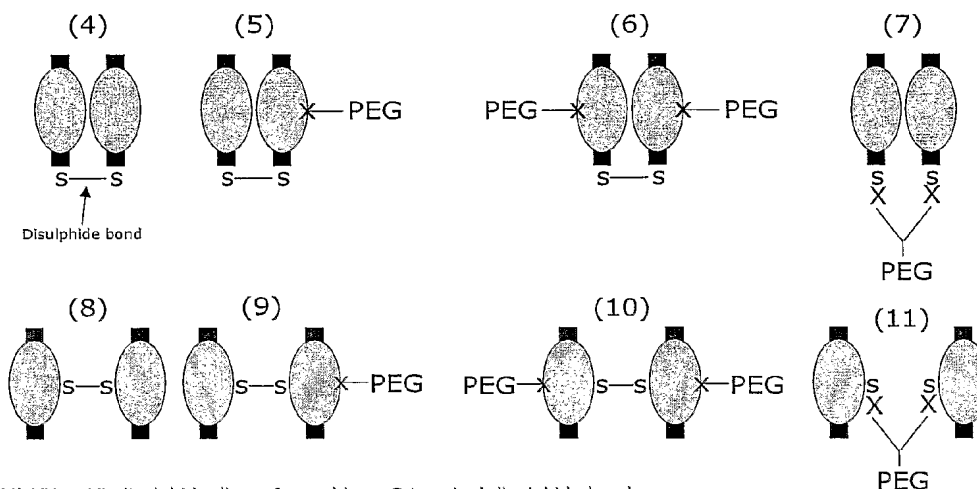 (4) (5) (6) (7)
X—PEG PEG—X X—PEG
S—S S—S S—S S S
X X
Disulphide bond
PEG
(8) (9) (10) (11)
S—S S—S X—PEG PEG—X S—S X—PEG S S
X X
PEG